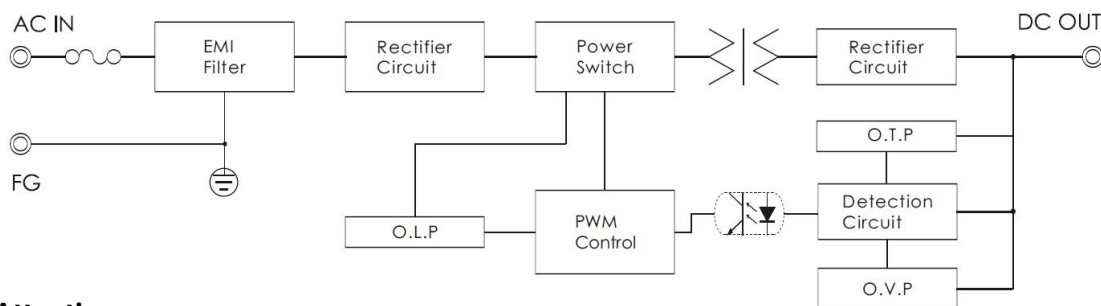 AC IN
DC OUT
EMI
Filter
Rectifier
Circuit
Power
Switch
Rectifier
Circuit
O.T.P
FG
Detection
Circuit
O.L.P
PWM
Control
O.V.P